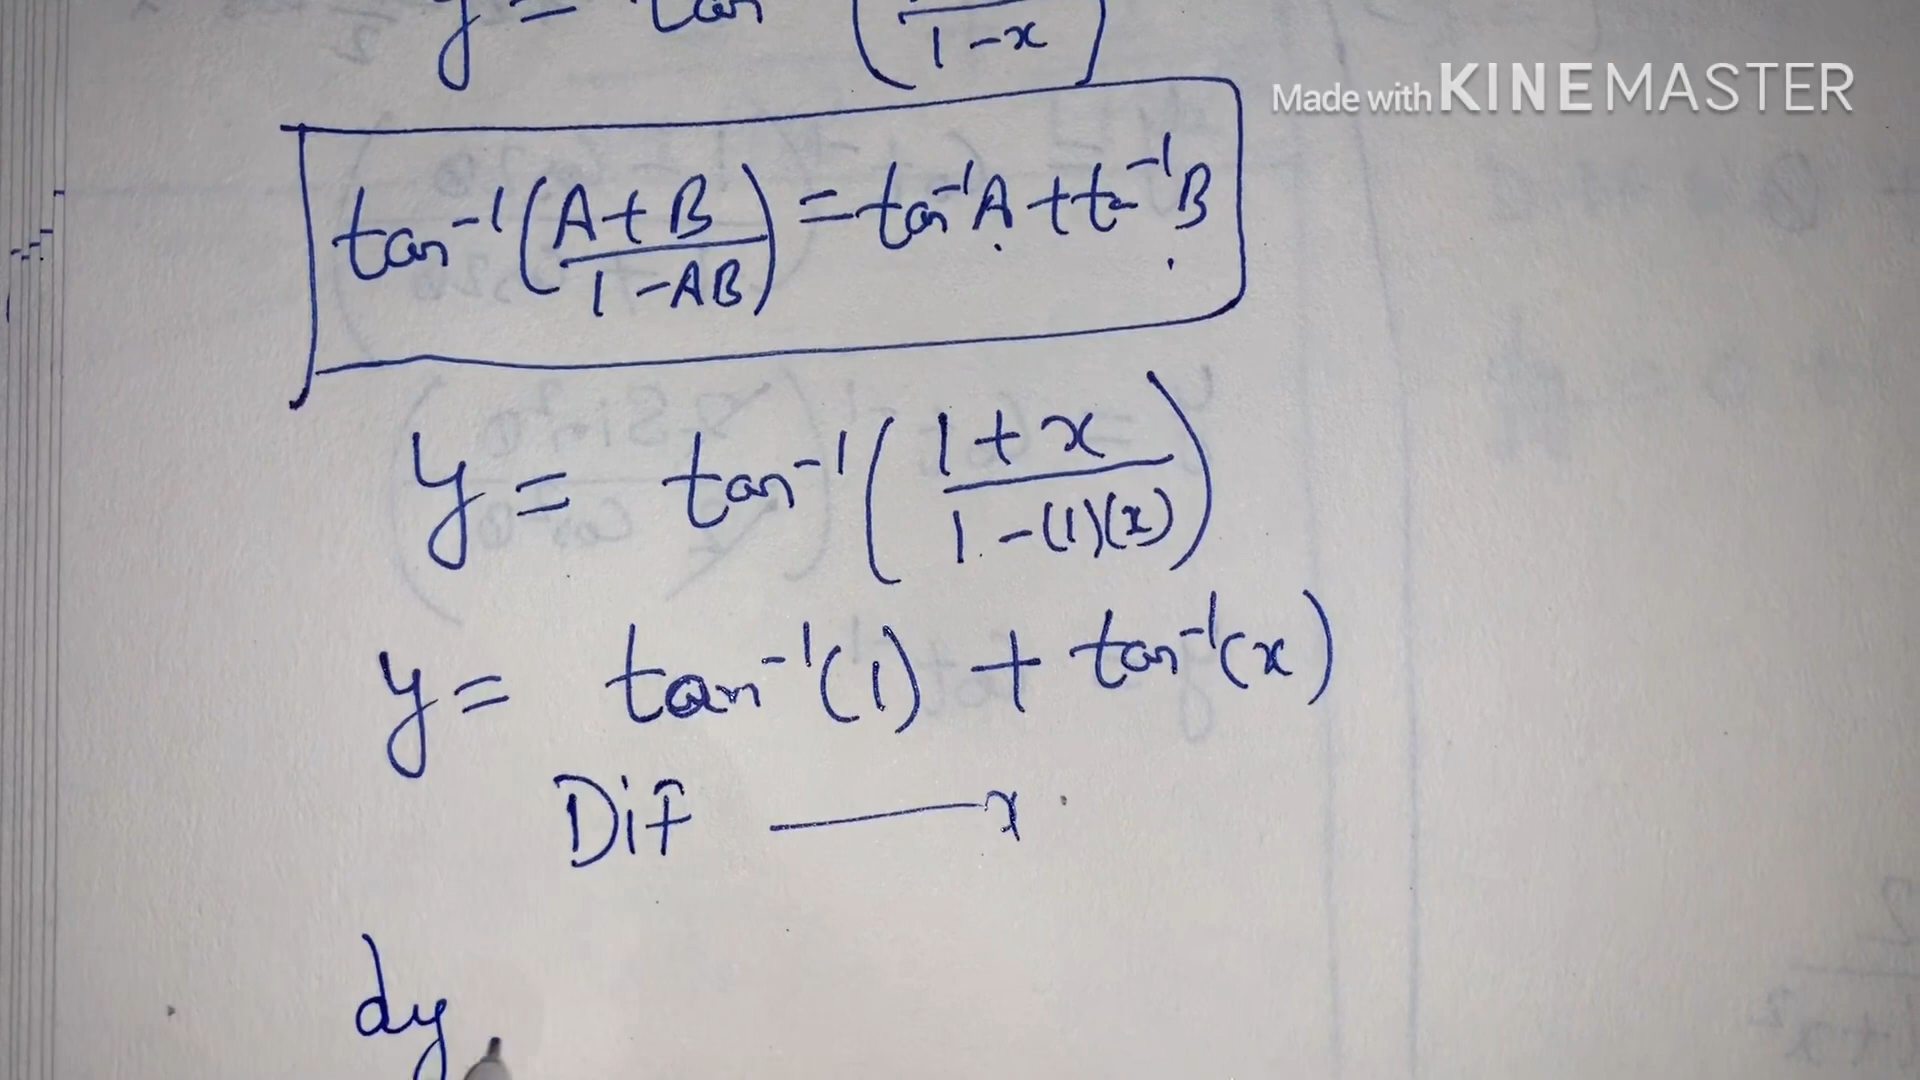 y = tan (
1-x)
Made with KINEMASTER
tan⁻¹(A+B/1-AB) = tan⁻¹A + tan⁻¹B
y = tan⁻¹(1+x/1-(1)(x))
y = tan⁻¹(1) + tan⁻¹(x)
Dif —— x
dy